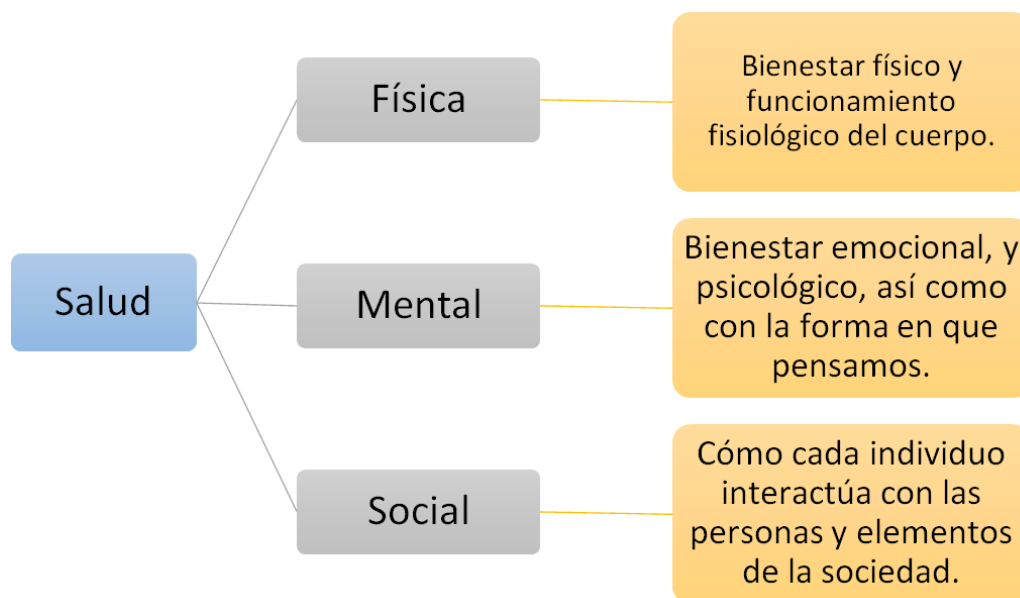 Salud
Física
Bienestar físico y
funcionamiento
fisiológico del cuerpo.
Mental
Bienestar emocional, y
psicológico, así como
con la forma en que
pensamos.
Social
Cómo cada individuo
interactúa con las
personas y elementos
de la sociedad.